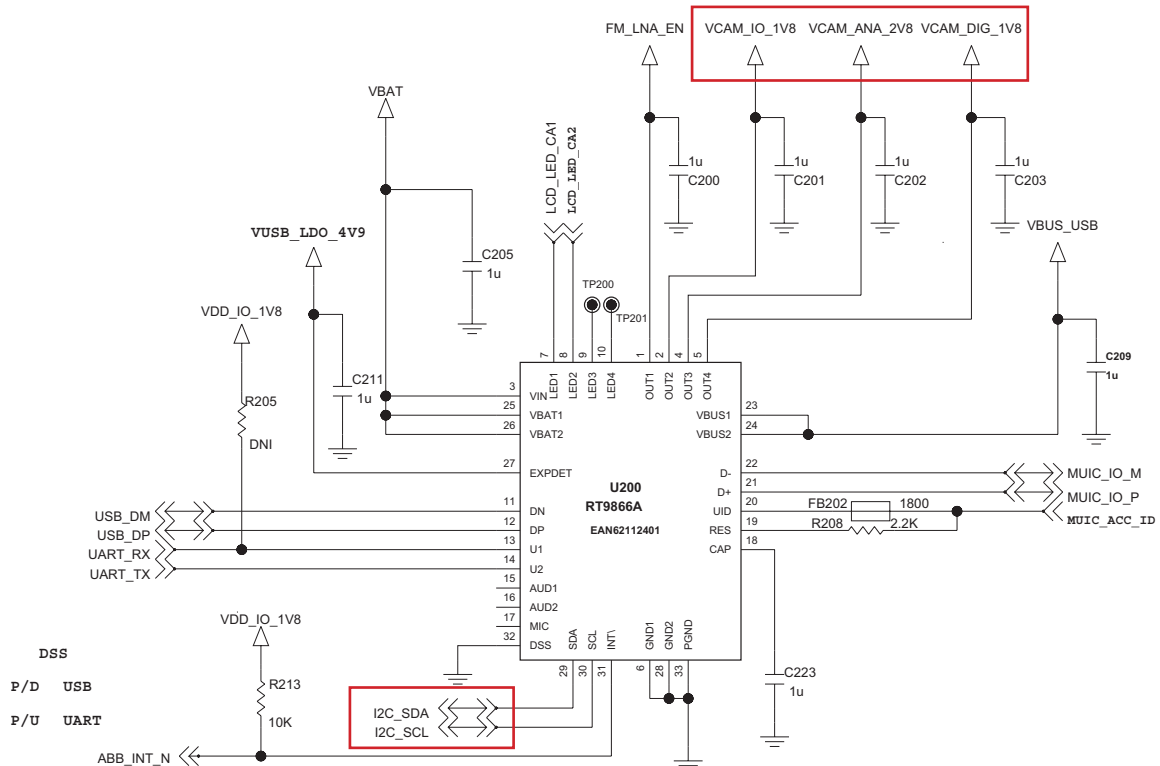 FM_LNA_EN VCAM_IO_1V8 VCAM_ANA_2V8 VCAM_DIG_1V8
VBAT
LCD_LED_CA1
LCD_LED_CA2
1u
C200
1u
C201
1u
C202
1u
C203
VUSB_LDO_4V9
C205
1u
VBUS_USB
TP200
TP201
VDD_IO_1V8
C209
1u
C211
1u
R205
DNI
7 8 9 10 1 2 4 5
LED1 LED2 LED3 LED4 OUT1 OUT2 OUT3 OUT4
3 VIN
25 VBAT1
26 VBAT2
27 EXPDET
11 DN
12 DP
13 U1
14 U2
15 AUD1
16 AUD2
17 MIC
32 DSS
VBUS1 23
VBUS2 24
D- 22
D+ 21
UID 20
RES 19
CAP 18
U200
RT9866A
EAN62112401
SDA SCL INT\ GND1 GND2 PGND
29 30 31 6 28 33
USB_DM
USB_DP
UART_RX
UART_TX
MUIC_IO_M
MUIC_IO_P
FB202 1800
R208 2.2K
MUIC_ACC_ID
VDD_IO_1V8
DSS
P/D USB
P/U UART
R213
10K
C223
1u
I2C_SDA
I2C_SCL
ABB_INT_N